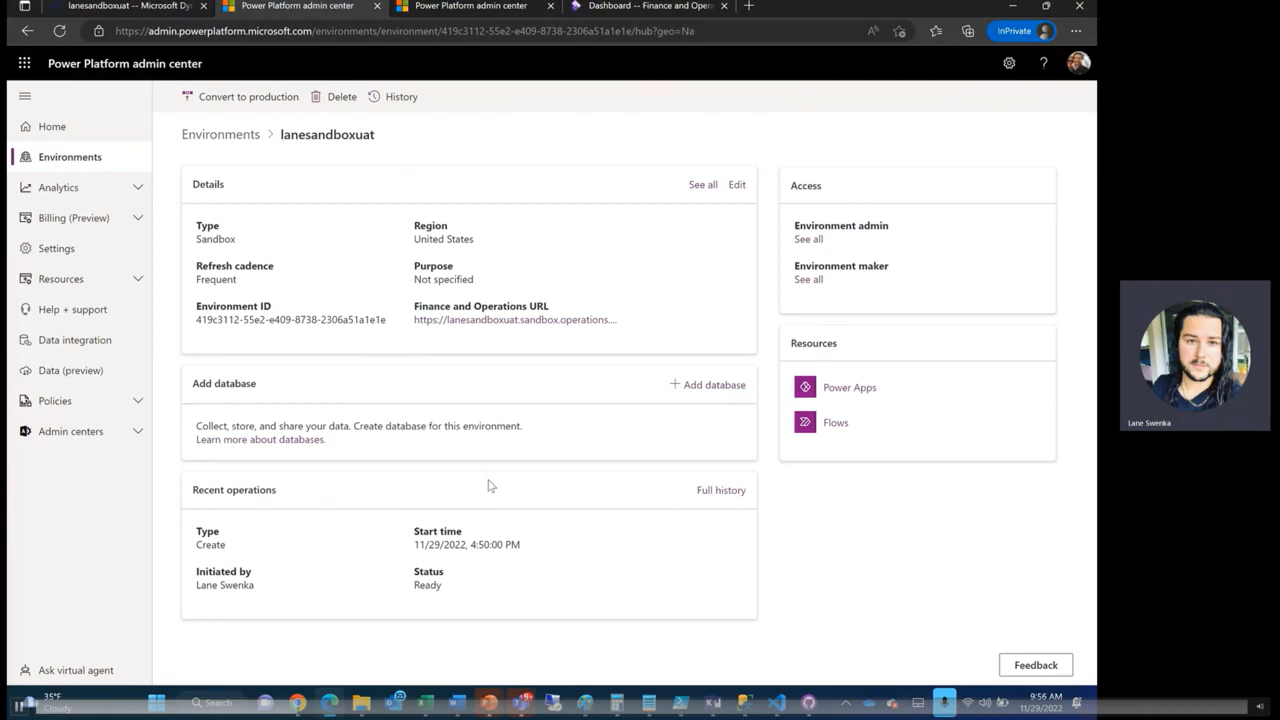 lanesandboxuat -- Microsoft Dy
Power Platform admin center
Power Platform admin center
Dashboard -- Finance and Oper
https://admin.powerplatform.microsoft.com/environments/environment/419c3112-55e2-e409-8738-2306a51a1e1e/hub?geo=Na
InPrivate
Power Platform admin center
Convert to production
Delete
History
Home
Environments > lanesandboxuat
Environments
Analytics
Billing (Preview)
Settings
Resources
Help + support
Data integration
Data (preview)
Policies
Admin centers
Ask virtual agent
Details
See all
Edit
Type
Sandbox
Region
United States
Refresh cadence
Frequent
Purpose
Not specified
Environment ID
419c3112-55e2-e409-8738-2306a51a1e1e
Finance and Operations URL
https://lanesandboxuat.sandbox.operations....
Add database
+ Add database
Collect, store, and share your data. Create database for this environment.
Learn more about databases.
Recent operations
Full history
Type
Create
Start time
11/29/2022, 4:50:00 PM
Initiated by
Lane Swenka
Status
Ready
Access
Environment admin
See all
Environment maker
See all
Resources
Power Apps
Flows
Feedback
Lane Swenka
35°F
Cloudy
Search
9:56 AM
11/29/2022